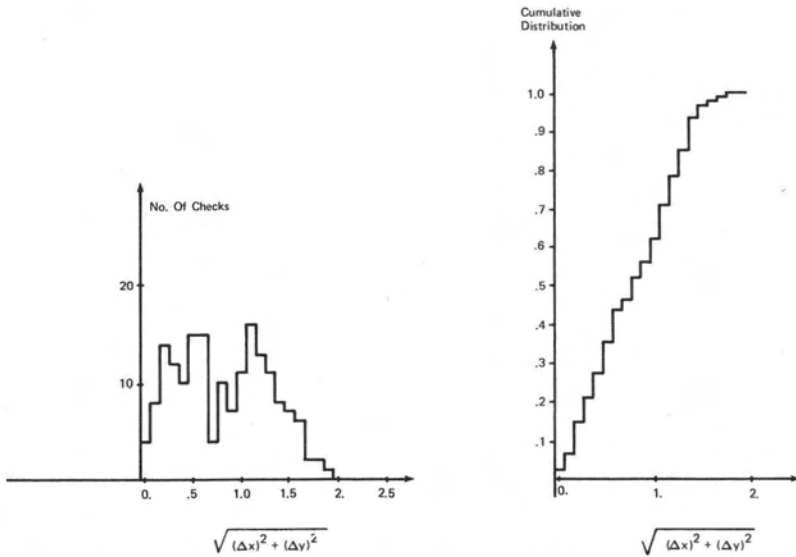 No. Of Checks
20
10
0. .5 1.0 1.5 2. 2.5
√(Δx)² + (Δy)²
Cumulative
Distribution
1.0
.9
.8
.7
.6
.5
.4
.3
.2
.1
0. 1. 2.
√(Δx)² + (Δy)²